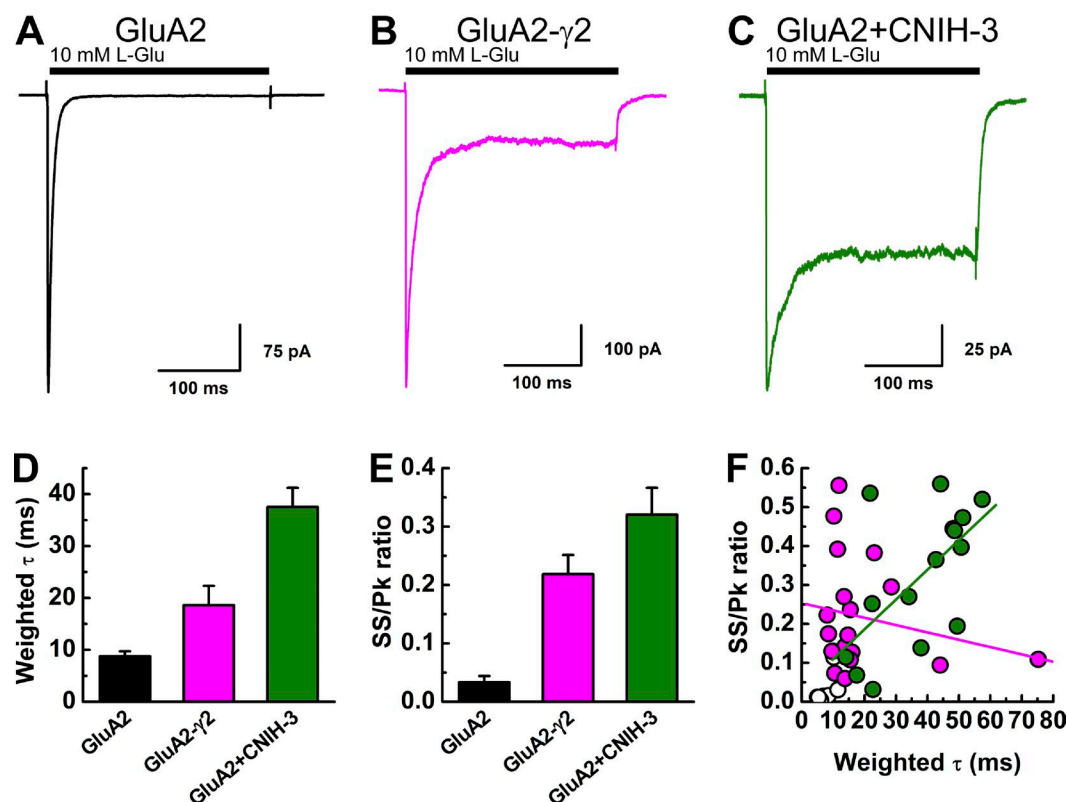 A GluA2
10 mM L-Glu
75 pA
100 ms
B GluA2-γ2
10 mM L-Glu
100 pA
100 ms
C GluA2+CNIH-3
10 mM L-Glu
25 pA
100 ms
D
Weighted τ (ms)
40
30
20
10
0
GluA2
GluA2-γ2
GluA2+CNIH-3
E
SS/Pk ratio
0.4
0.3
0.2
0.1
0.0
GluA2
GluA2-γ2
GluA2+CNIH-3
F
SS/Pk ratio
0.6
0.5
0.4
0.3
0.2
0.1
0.0
0 10 20 30 40 50 60 70 80
Weighted τ (ms)